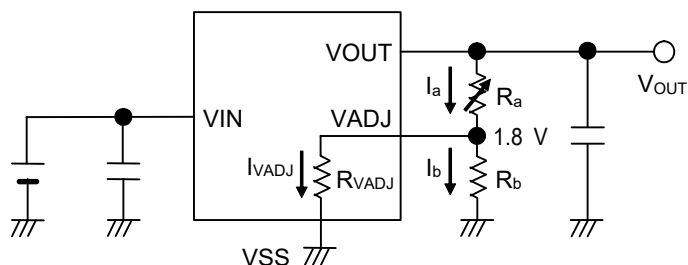 VOUT
Ia
Ra
VOUT
VIN
VADJ
1.8 V
IVADJ
RVADJ
Ib
Rb
VSS